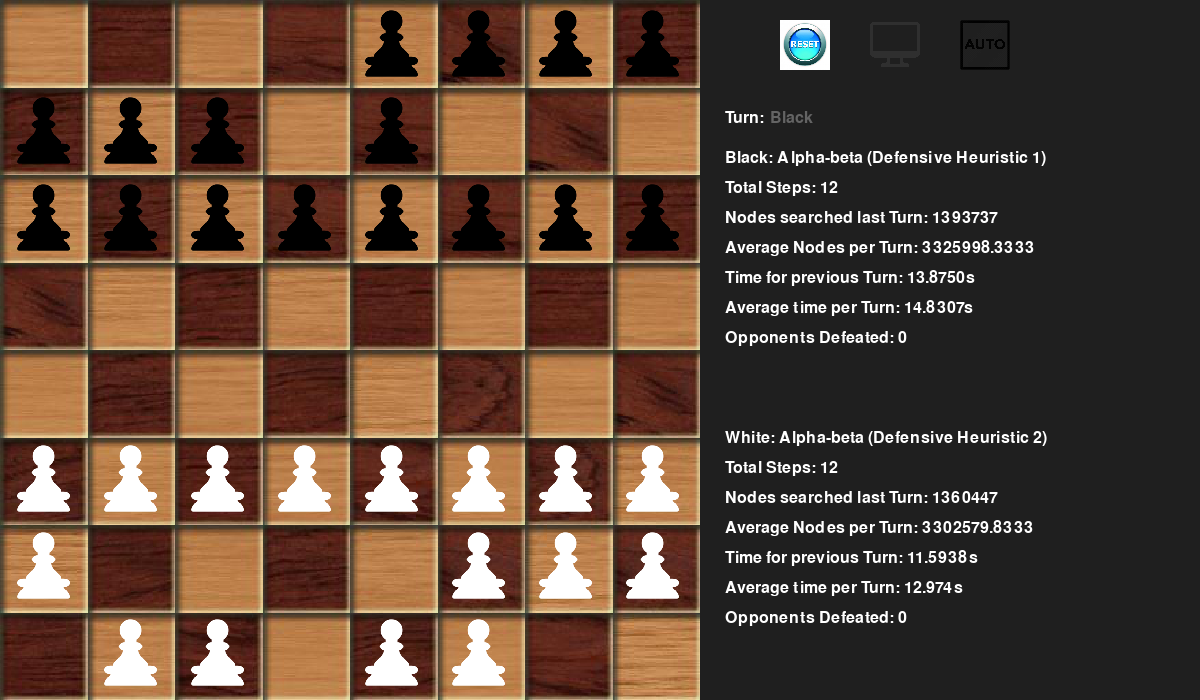 RESET
AUTO
Turn: Black
Black: Alpha-beta (Defensive Heuristic 1)
Total Steps: 12
Nodes searched last Turn: 1393737
Average Nodes per Turn: 3325998.3333
Time for previous Turn: 13.8750s
Average time per Turn: 14.8307s
Opponents Defeated: 0
White: Alpha-beta (Defensive Heuristic 2)
Total Steps: 12
Nodes searched last Turn: 1360447
Average Nodes per Turn: 3302579.8333
Time for previous Turn: 11.5938s
Average time per Turn: 12.974s
Opponents Defeated: 0